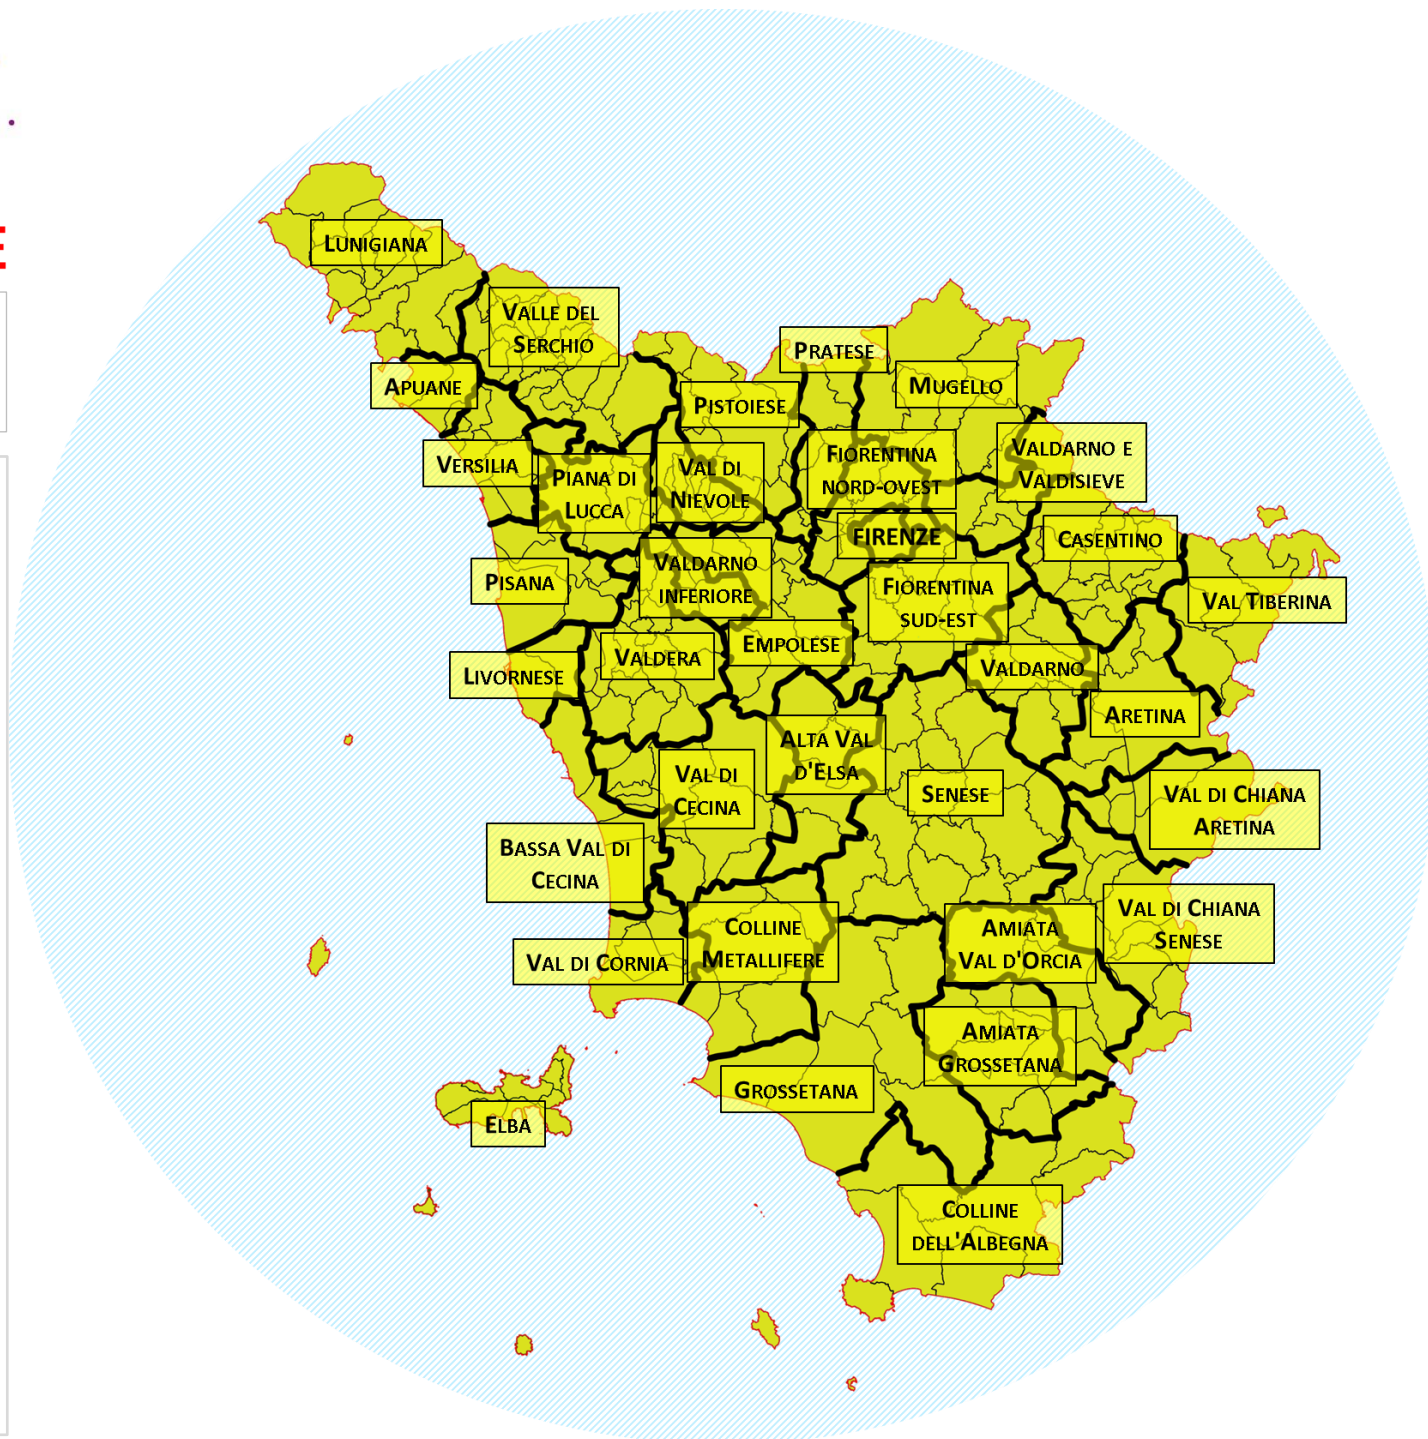 LUNIGIANA
VALLE DEL
SERCHIO
PRATESE
APUANE
MUGELLO
PISTOIESE
VERSILIA
FIORENTINA
NORD-OVEST
VALDARNO E
VALDISIEVE
PIANA DI
LUCCA
VAL DI
NIEVOLE
FIRENZE
CASENTINO
PISANA
VALDARNO
INFERIORE
FIORENTINA
SUD-EST
VAL TIBERINA
LIVORNESE
VALDERA
EMPOLESE
VALDARNO
ARETINA
ALTA VAL
D'ELSA
VAL DI
CECINA
SENESE
VAL DI CHIANA
ARETINA
BASSA VAL DI
CECINA
VAL DI CORNIA
COLLINE
METALLIFERE
AMIATA
VAL D'ORCIA
VAL DI CHIANA
SENESE
AMIATA
GROSSETANA
GROSSETANA
ELBA
COLLINE
DELL'ALBEGNA